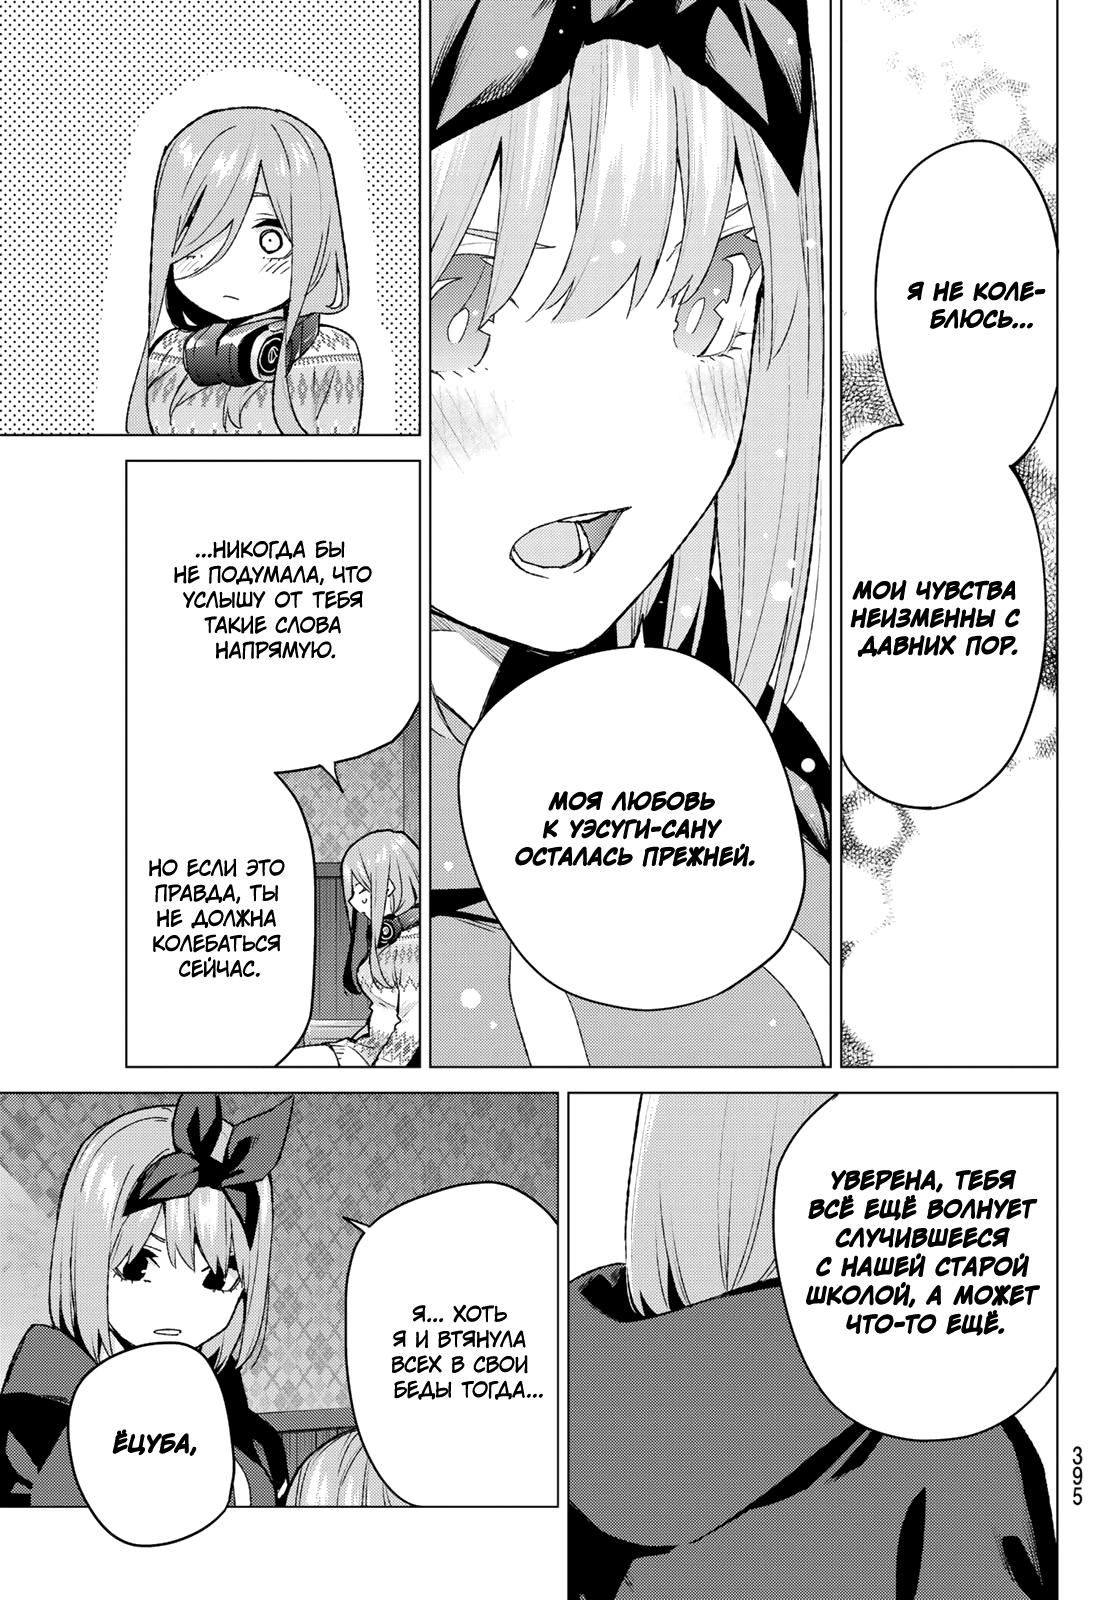 Я НЕ КОЛЕ-
БЛЮСЬ...
МОИ ЧУВСТВА
НЕИЗМЕННЫ С
ДАВНИХ ПОР.
МОЯ ЛЮБОВЬ
К УЭСУГИ-САНУ
ОСТАЛАСЬ ПРЕЖНЕЙ.
...НИКОГДА БЫ
НЕ ПОДУМАЛА, ЧТО
УСЛЫШУ ОТ ТЕБЯ
ТАКИЕ СЛОВА
НАПРЯМУЮ.
НО ЕСЛИ ЭТО
ПРАВДА, ТЫ
НЕ ДОЛЖНА
КОЛЕБАТЬСЯ
СЕЙЧАС.
УВЕРЕНА, ТЕБЯ
ВСЁ ЕЩЁ ВОЛНУЕТ
СЛУЧИВШЕЕСЯ
С НАШЕЙ СТАРОЙ
ШКОЛОЙ, А МОЖЕТ
ЧТО-ТО ЕЩЁ.
Я... ХОТЬ
Я И ВТЯНУЛА
ВСЕХ В СВОИ
БЕДЫ ТОГДА...
ЁЦУБА,
395